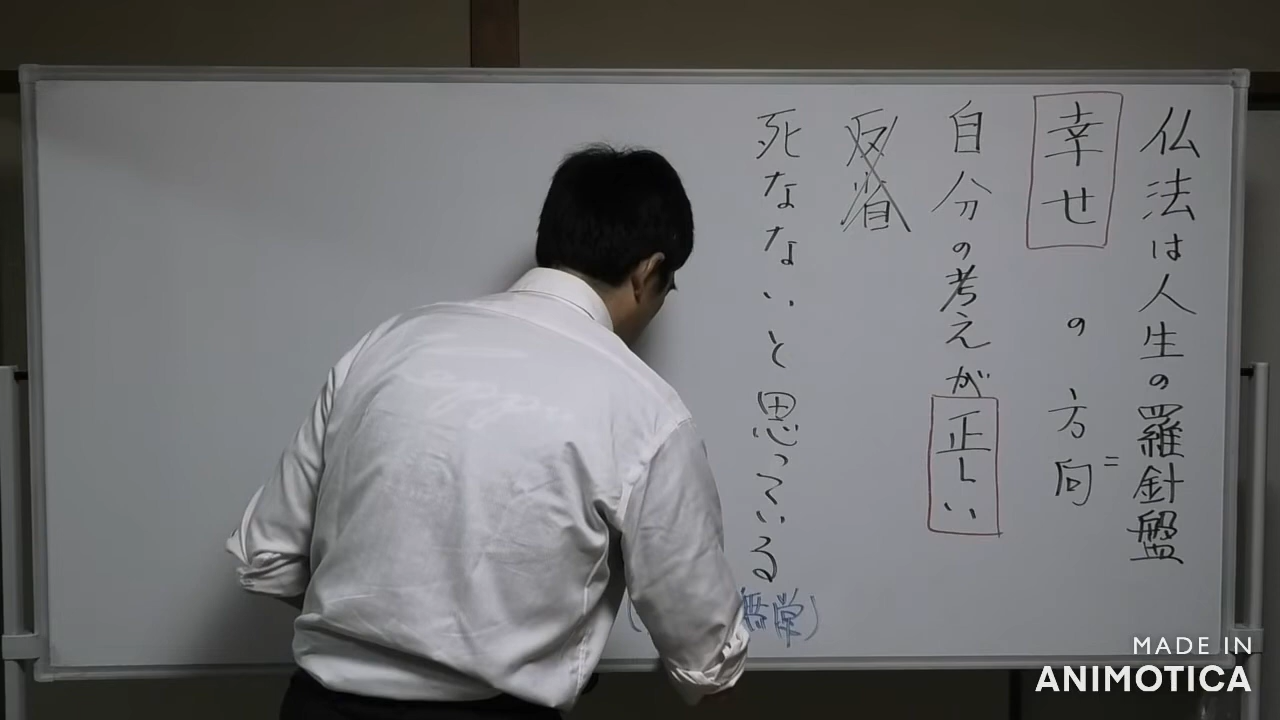 仏法は人生の羅針盤
=
幸せの方向
自分の考えが正しい
反省
死なないと思っている
MADE IN
ANIMOTICA